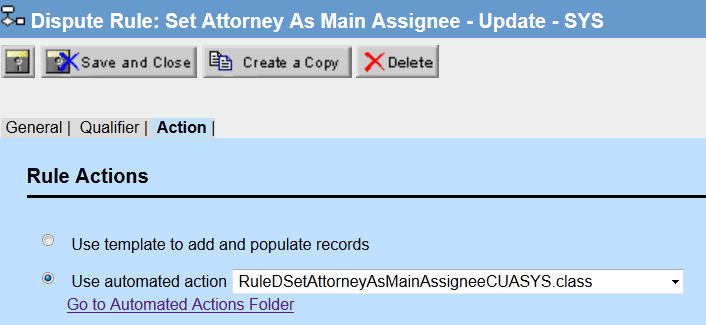 Dispute Rule: Set Attorney As Main Assignee - Update - SYS
Save and Close Create a Copy Delete
General | Qualifier | Action |
Rule Actions
Use template to add and populate records
Use automated action RuleDSetAttorneyAsMainAssigneeCUASYS.class
Go to Automated Actions Folder